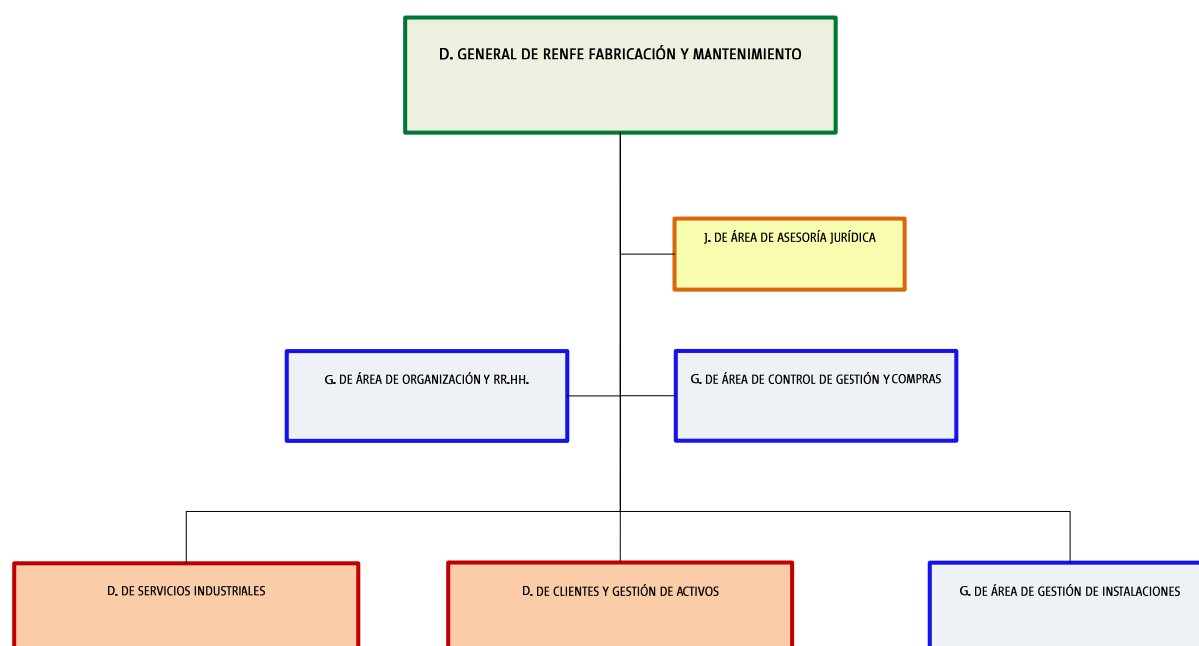 D. GENERAL DE RENFE FABRICACIÓN Y MANTENIMIENTO
J. DE ÁREA DE ASESORÍA JURÍDICA
G. DE ÁREA DE ORGANIZACIÓN Y RR.HH.
G. DE ÁREA DE CONTROL DE GESTIÓN Y COMPRAS
D. DE SERVICIOS INDUSTRIALES
D. DE CLIENTES Y GESTIÓN DE ACTIVOS
G. DE ÁREA DE GESTIÓN DE INSTALACIONES